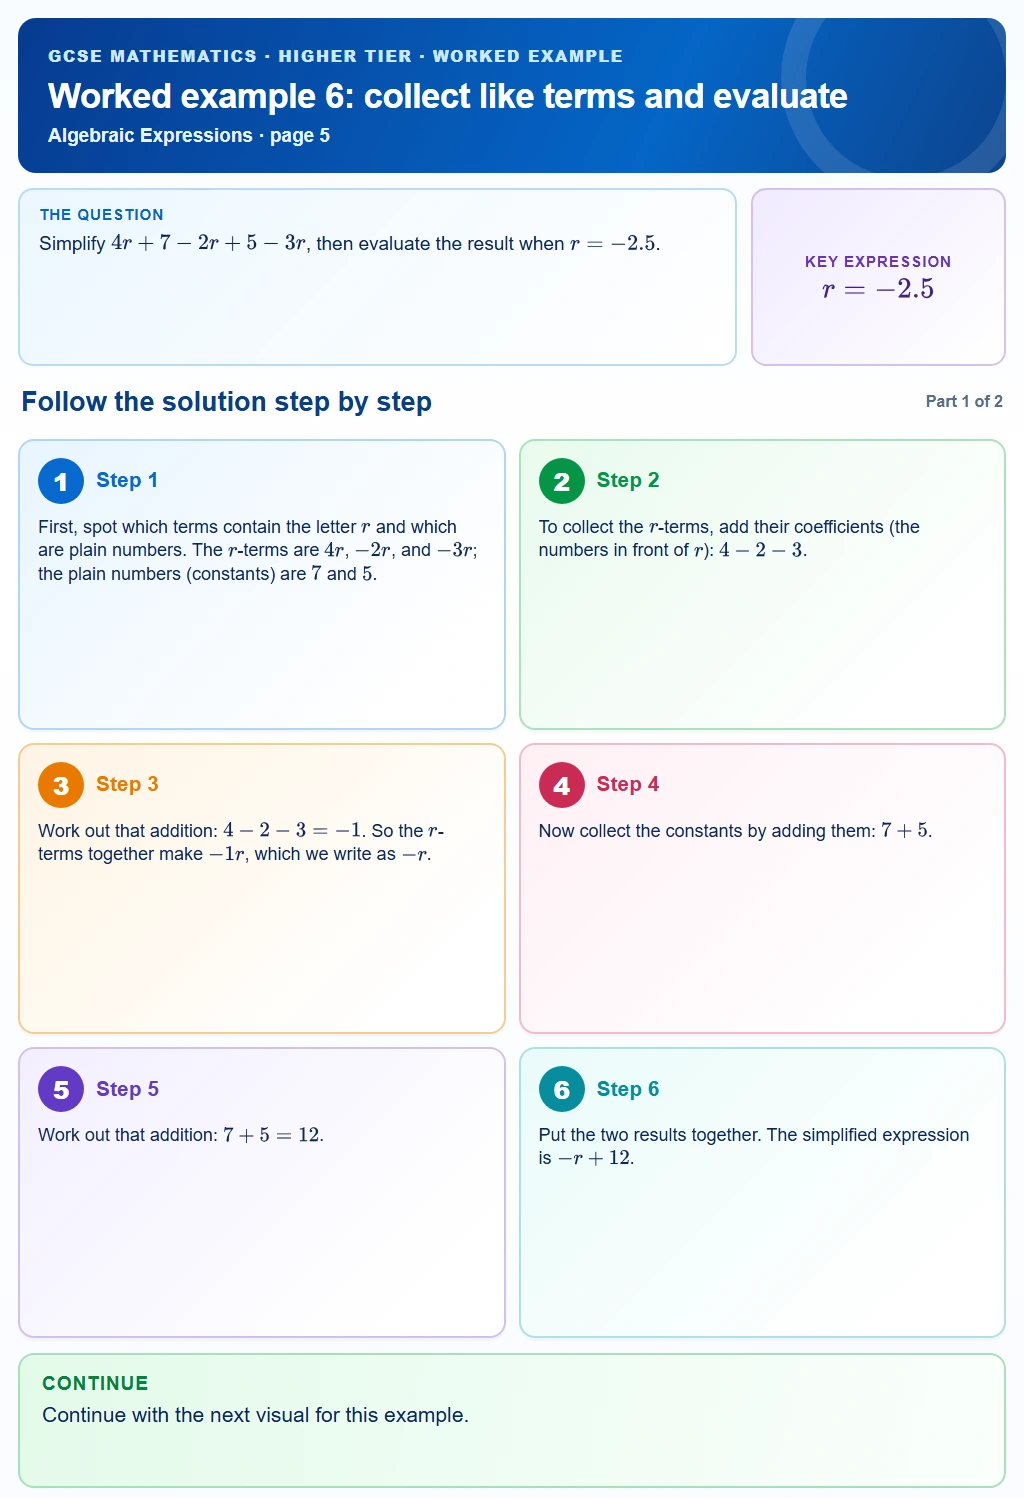 GCSE MATHEMATICS · HIGHER TIER · WORKED EXAMPLE
Worked example 6: collect like terms and evaluate
Algebraic Expressions · page 5
THE QUESTION
Simplify 4r + 7 − 2r + 5 − 3r, then evaluate the result when r = −2.5.
KEY EXPRESSION
r = −2.5
Follow the solution step by step
Part 1 of 2
1 Step 1
First, spot which terms contain the letter r and which
are plain numbers. The r-terms are 4r, −2r, and −3r;
the plain numbers (constants) are 7 and 5.
2 Step 2
To collect the r-terms, add their coefficients (the
numbers in front of r): 4 − 2 − 3.
3 Step 3
Work out that addition: 4 − 2 − 3 = −1. So the r-
terms together make −1r, which we write as −r.
4 Step 4
Now collect the constants by adding them: 7 + 5.
5 Step 5
Work out that addition: 7 + 5 = 12.
6 Step 6
Put the two results together. The simplified expression
is −r + 12.
CONTINUE
Continue with the next visual for this example.